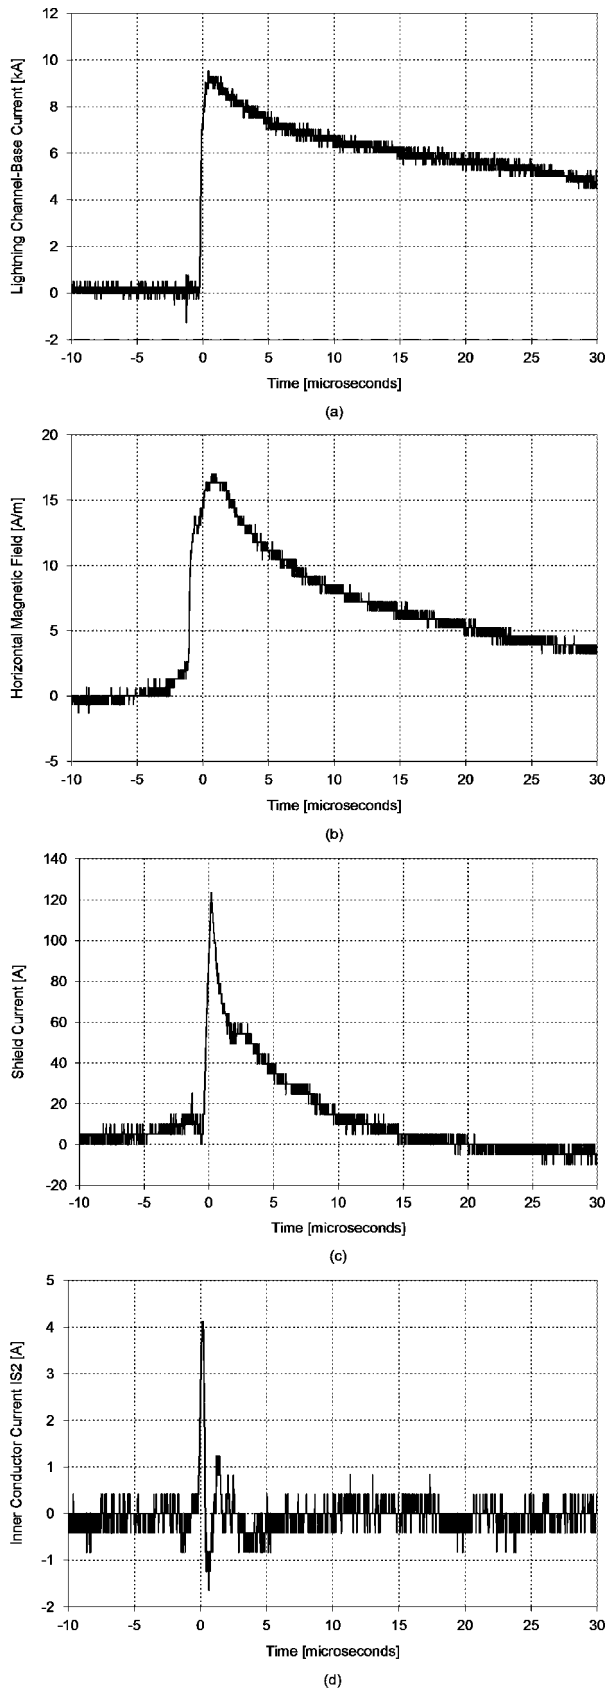 12
10
8
6
4
2
0
-2
Lightning Channel-Base Current [kA]
-10 -5 0 5 10 15 20 25 30
Time [microseconds]
(a)
20
15
10
5
0
-5
Horizontal Magnetic Field [A/m]
-10 -5 0 5 10 15 20 25 30
Time [microseconds]
(b)
140
120
100
80
60
40
20
0
-20
Shield Current [A]
-10 -5 0 5 10 15 20 25 30
Time [microseconds]
(c)
5
4
3
2
1
0
-1
-2
Inner Conductor Current IS2 [A]
-10 -5 0 5 10 15 20 25 30
Time [microseconds]
(d)